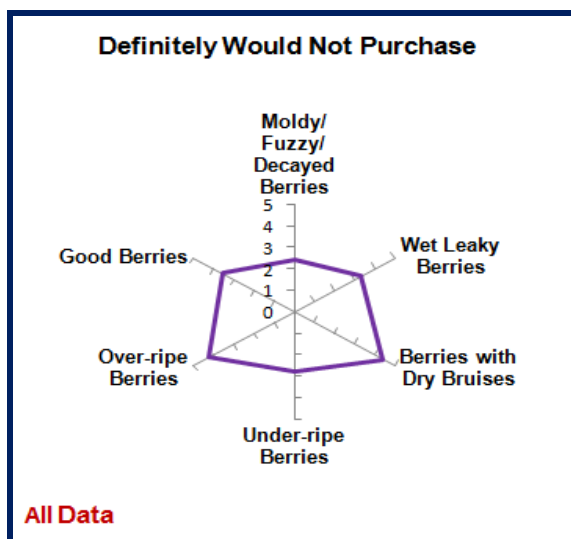 Definitely Would Not Purchase
Moldy/
Fuzzy/
Decayed
Berries
5
4
3
2
1
0
Good Berries
Wet Leaky
Berries
Over-ripe
Berries
Berries with
Dry Bruises
Under-ripe
Berries
All Data